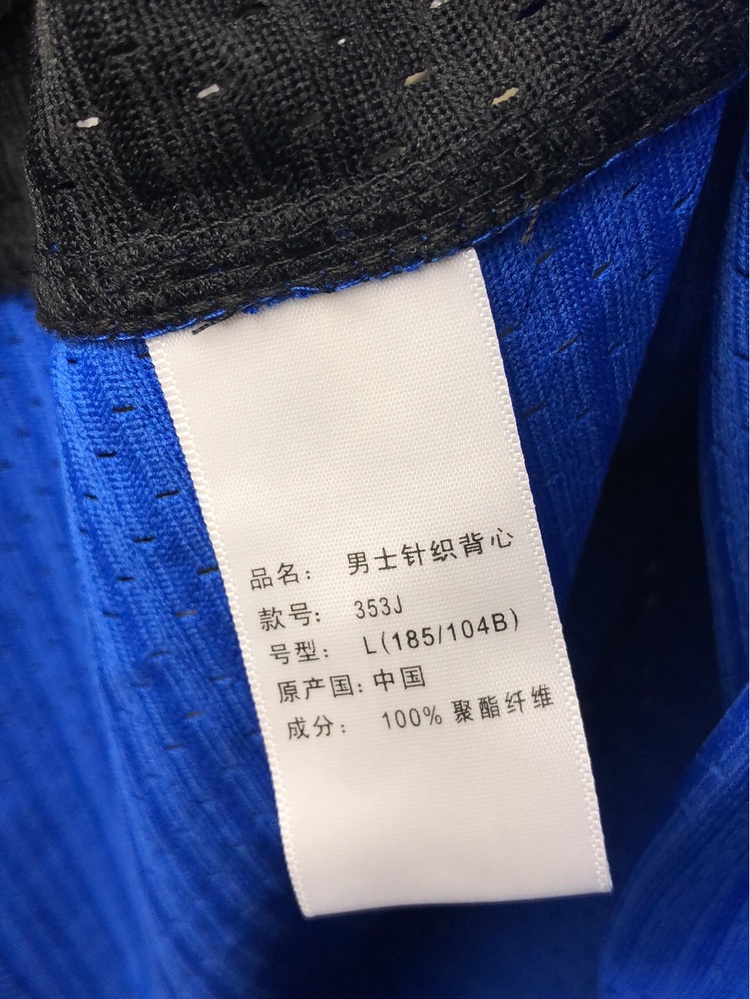 品名： 男士针织背心
款号： 353J
号型： L(185/104B)
原产国：中国
成分： 100% 聚酯纤维